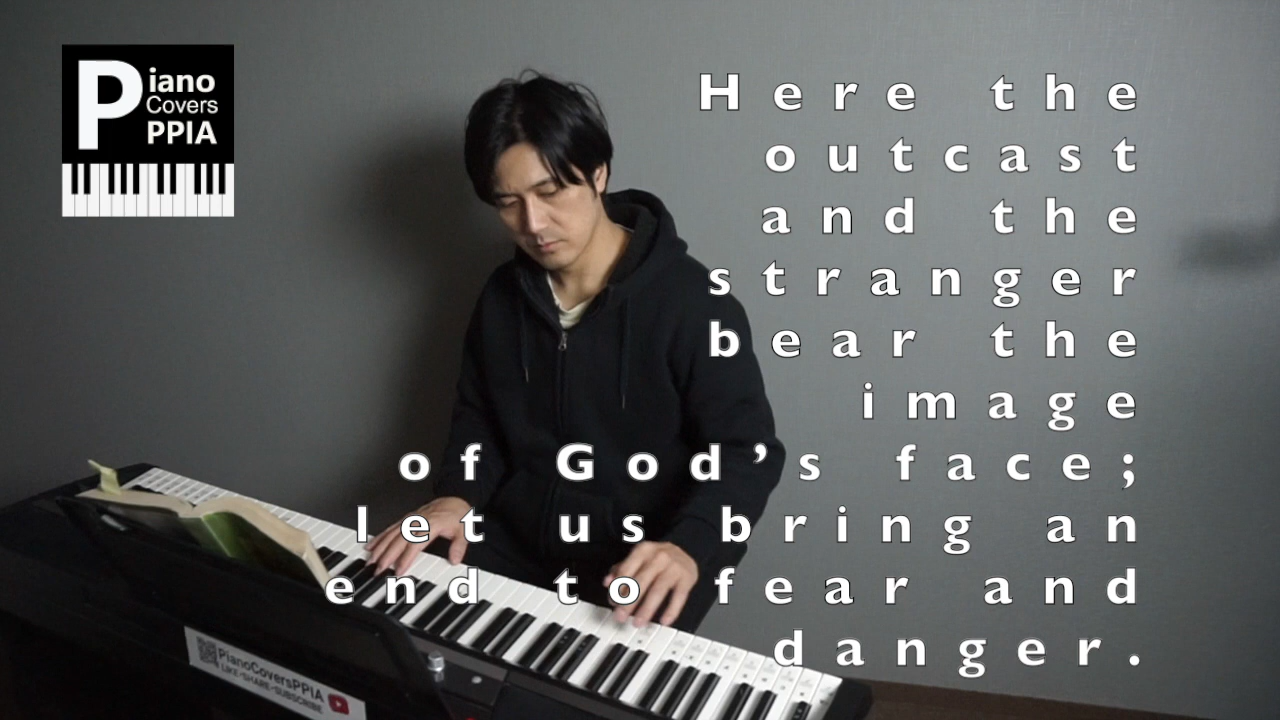 Piano
Covers
PPIA
Here the
outcast
and the
stranger
bear the
image
of God’s face;
let us bring an
end to fear and
danger.
PianoCoversPPIA
LIKE•SHARE•SUBSCRIBE